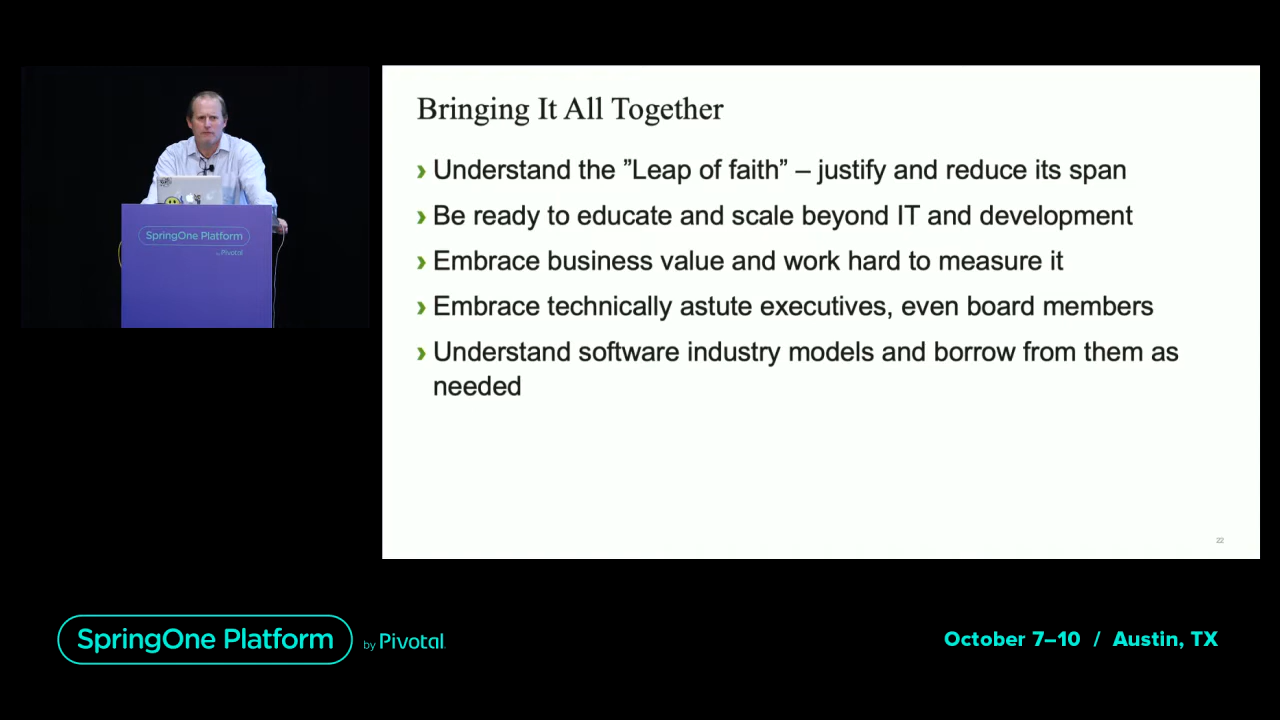 Bringing It All Together
› Understand the ”Leap of faith” – justify and reduce its span
› Be ready to educate and scale beyond IT and development
› Embrace business value and work hard to measure it
› Embrace technically astute executives, even board members
› Understand software industry models and borrow from them as
needed
22
SpringOne Platform
by Pivotal
SpringOne Platform by Pivotal
October 7–10 / Austin, TX